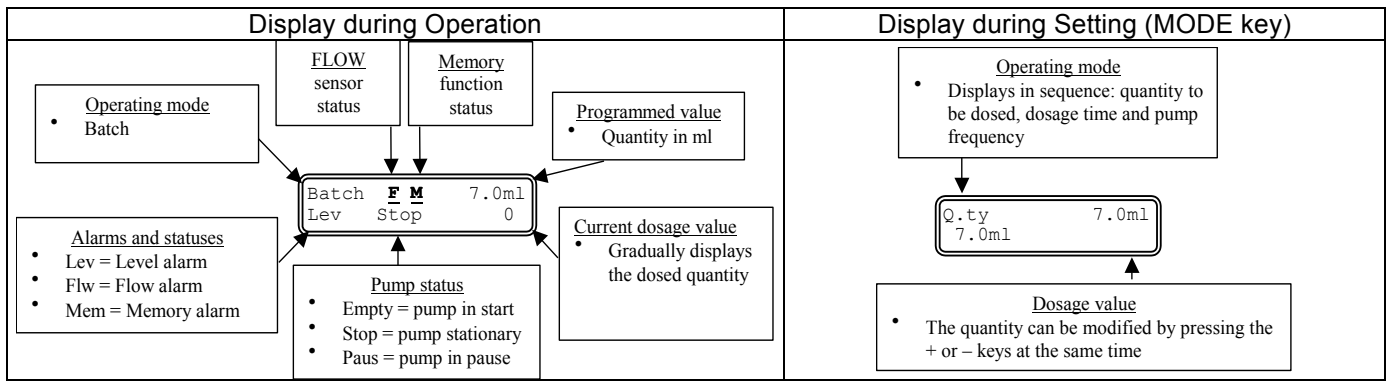 Display during Operation
FLOW
sensor
status
Memory
function
status
Operating mode
• Batch
Programmed value
• Quantity in ml
Batch F M 7.0ml
Lev Stop 0
Alarms and statuses
• Lev = Level alarm
• Flw = Flow alarm
• Mem = Memory alarm
Pump status
• Empty = pump in start
• Stop = pump stationary
• Paus = pump in pause
Current dosage value
• Gradually displays
the dosed quantity
Display during Setting (MODE key)
Operating mode
• Displays in sequence: quantity to
be dosed, dosage time and pump
frequency
Q.ty 7.0ml
7.0ml
Dosage value
• The quantity can be modified by pressing the
+ or – keys at the same time